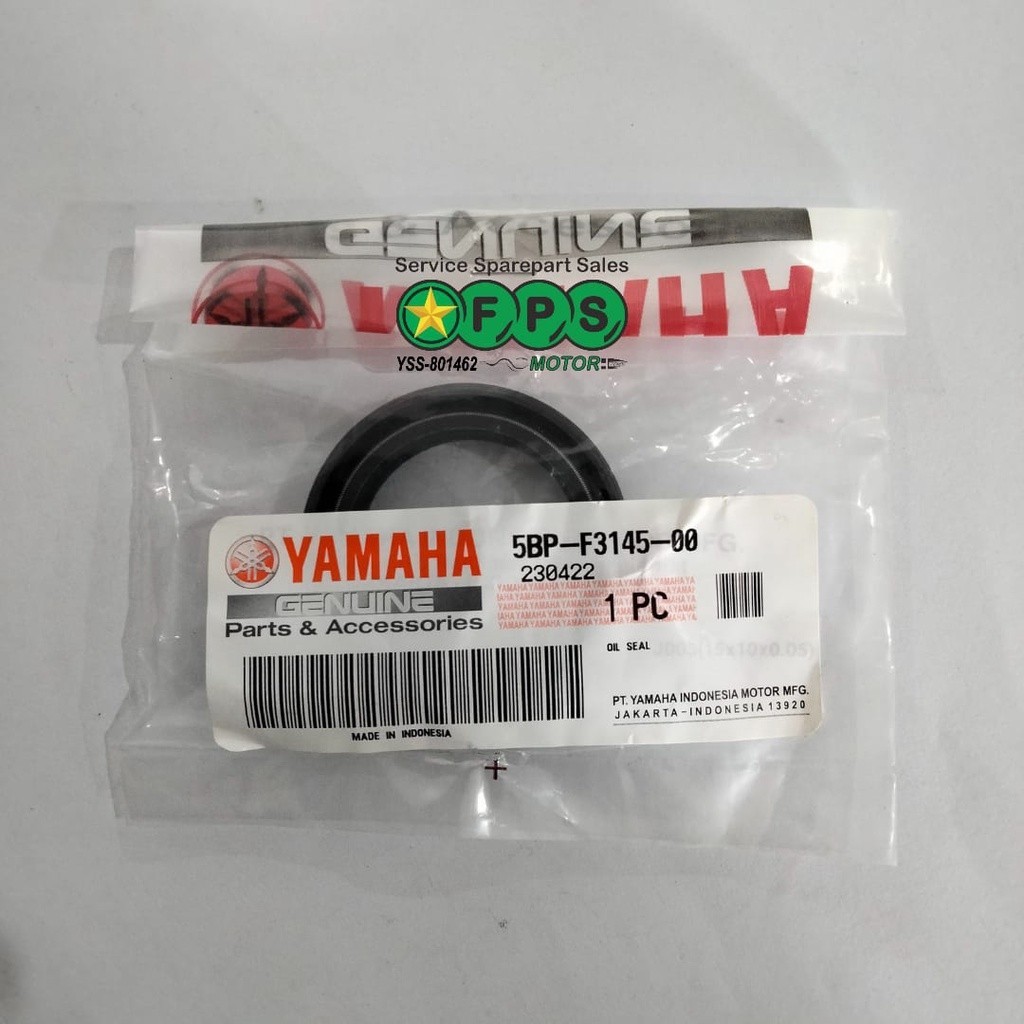 GENUINE
YAMAHA
Service Sparepart Sales
FPS
YSS-801462 MOTOR
YAMAHA
GENUINE
Parts & Accessories
5BP-F3145-00
230422
1 PC
OIL SEAL
MADE IN INDONESIA
PT. YAMAHA INDONESIA MOTOR MFG.
JAKARTA-INDONESIA 13920